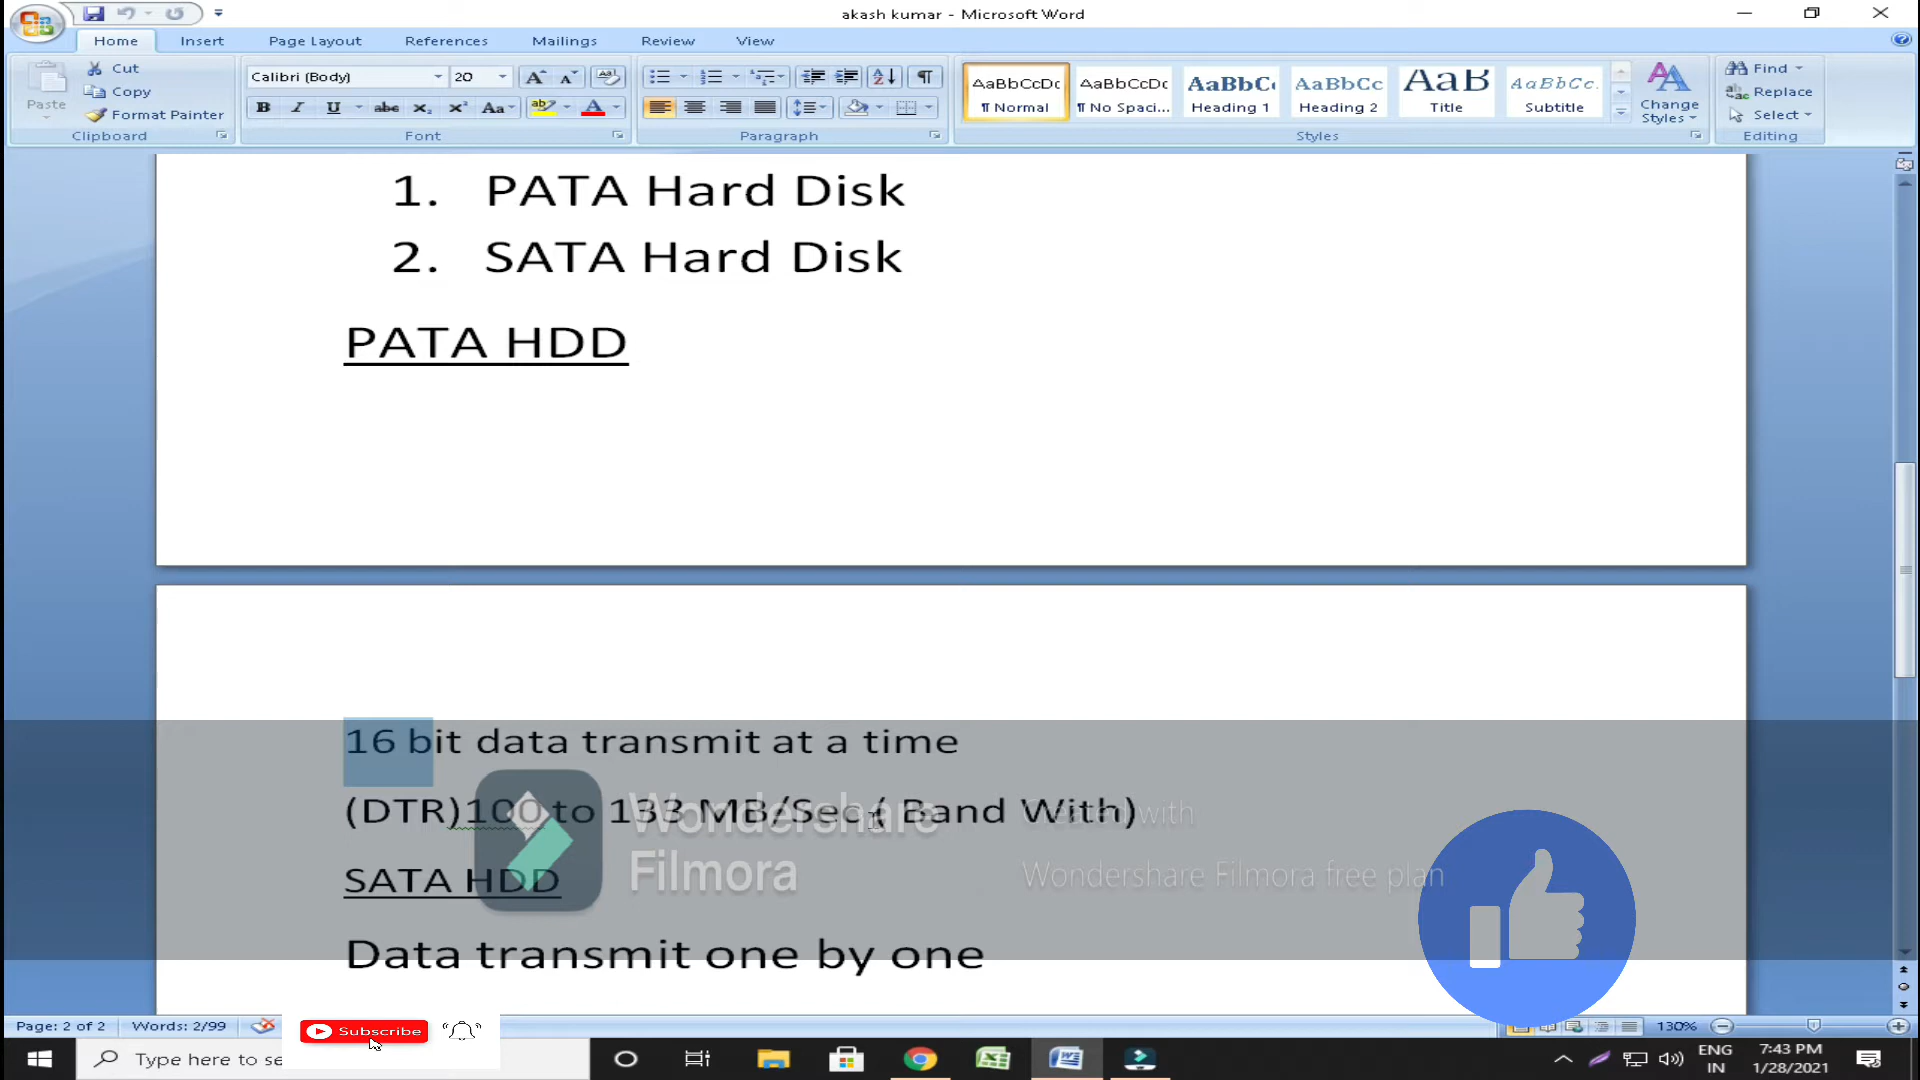 akash kumar - Microsoft Word
Home Insert Page Layout References Mailings Review View
Paste Cut Copy Format Painter Clipboard
Calibri (Body) 20 Font
Paragraph
AaBbCcDc AaBbCcDc AaBbC AaBbCc AaB AaBbCc.
¶ Normal ¶ No Spaci... Heading 1 Heading 2 Title Subtitle Change Styles
Styles
Find Replace Select Editing
1. PATA Hard Disk
2. SATA Hard Disk
PATA HDD
16 bit data transmit at a time
(DTR)100 to 133 MB/Sec ( Band With)
SATA HDD
Data transmit one by one
Wondershare
Filmora
Created with
Wondershare Filmora free plan
Page: 2 of 2 Words: 2/99 130%
Subscribe
Type here to se
ENG
IN
7:43 PM
1/28/2021